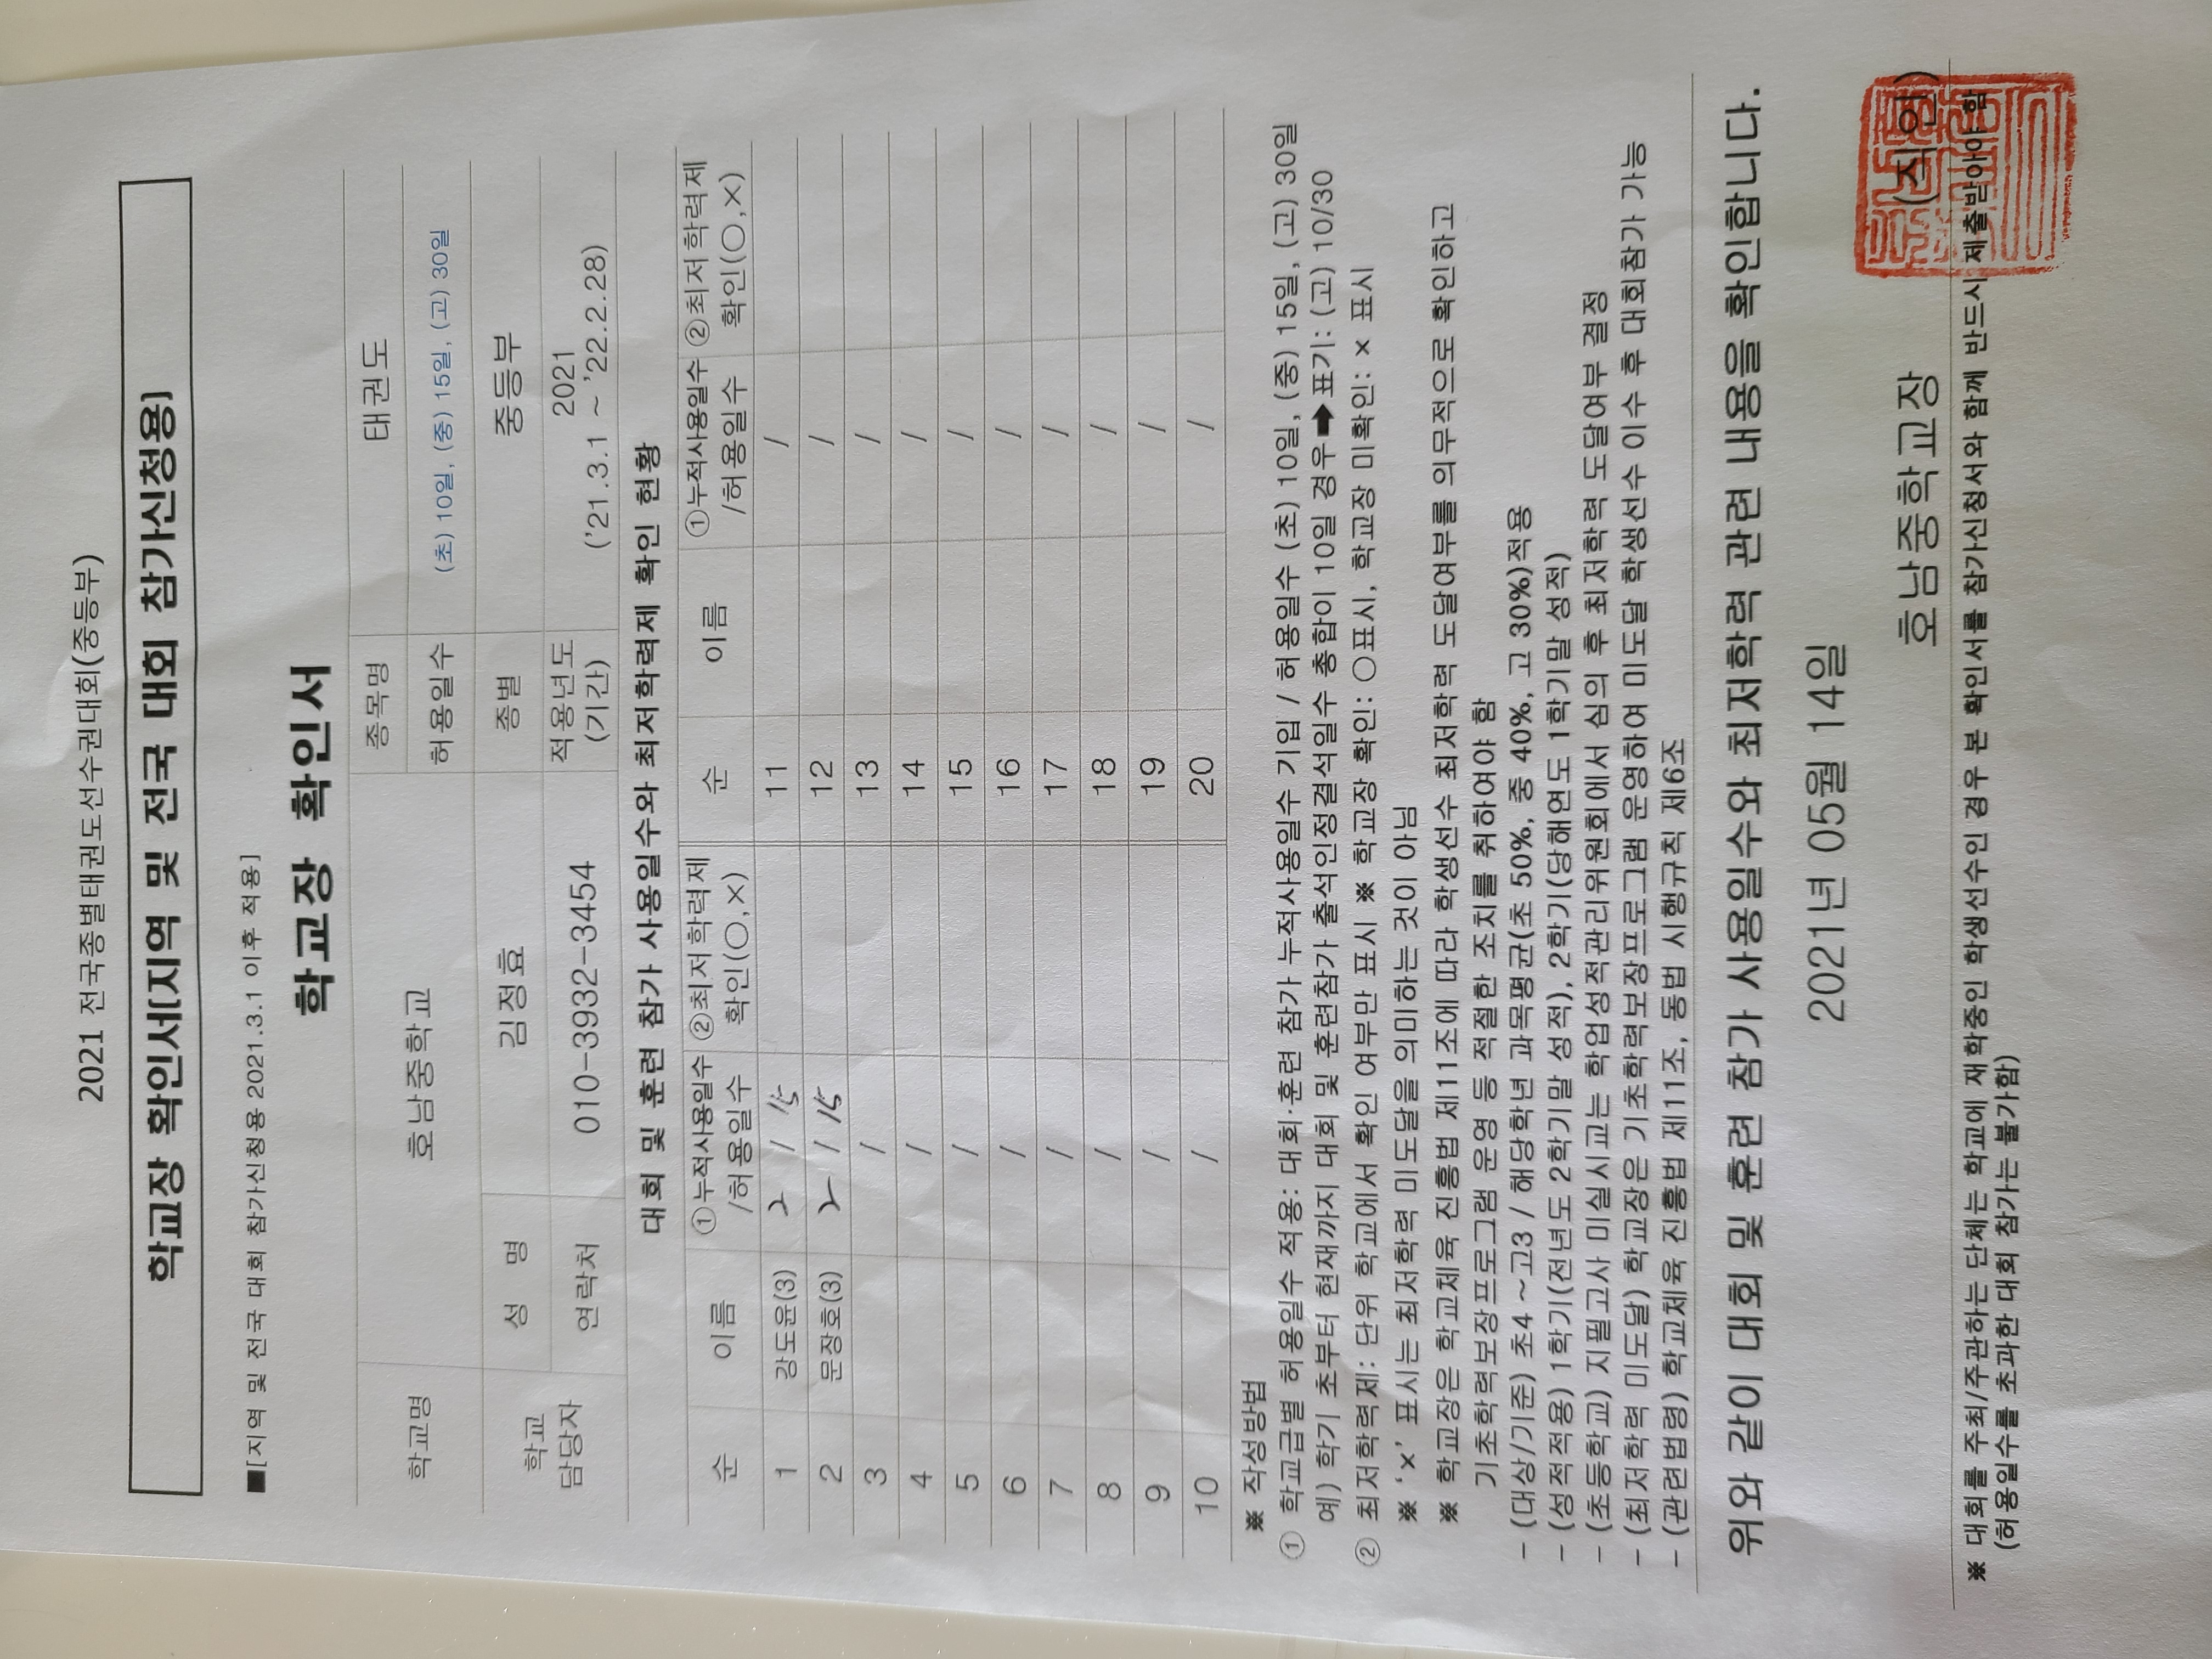 2021 전국종별태권도선수권대회(중등부)
학교장 확인서[지역 및 전국 대회 참가신청용]
■[지역 및 전국 대회 참가신청용 2021.3.1 이후 적용]
학교장 확인서
학교명 호남중학교 종목명 태권도
허용일수 (초) 10일, (중) 15일, (고) 30일
학교 담당자 성 명 김정효 종별 중등부
연락처 010-3932-3454 적용년도 (기간) 2021 ('21.3.1 ~ '22.2.28)
대회 및 훈련 참가 사용일수와 최저학력제 확인 현황
순 이름 ①누적사용일수 /허용일수 ②최저학력제 확인(○,×) 순 이름 ①누적사용일수 /허용일수 ②최저학력제 확인(○,×)
1 강도윤(3) 2 / 15 11 /
2 문장호(3) 2 / 15 12 /
3 / 13 /
4 / 14 /
5 / 15 /
6 / 16 /
7 / 17 /
8 / 18 /
9 / 19 /
10 / 20 /
※ 작성방법
① 학교급별 허용일수 적용: 대회·훈련 참가 누적사용일수 기입 / 허용일수 (초) 10일, (중) 15일, (고) 30일
예) 학기 초부터 현재까지 대회 및 훈련참가 출석인정결석일수 총합이 10일 경우➡표기: (고) 10/30
② 최저학력제: 단위 학교에서 확인 여부만 표시 ※ 학교장 확인: ○표시, 학교장 미확인: × 표시
※ '×' 표시는 최저학력 미도달을 의미하는 것이 아님
※ 학교장은 학교체육 진흥법 제11조에 따라 학생선수 최저학력 도달여부를 의무적으로 확인하고
기초학력보장프로그램 운영 등 적절한 조치를 취하여야 함
- (대상/기준) 초4 ~고3 / 해당학년 과목평균(초 50%, 중 40%, 고 30%)적용
- (성적적용) 1학기(전년도 2학기말 성적), 2학기(당해연도 1학기말 성적)
- (초등학교) 지필고사 미실시교는 학업성적관리위원회에서 심의 후 최저학력 도달여부 결정
- (최저학력 미도달) 학교장은 기초학력보장프로그램 운영하여 미도달 학생선수 이수 후 대회참가 가능
- (관련법령) 학교체육 진흥법 제11조, 동법 시행규칙 제6조
위와 같이 대회 및 훈련 참가 사용일수와 최저학력 관련 내용을 확인합니다.
2021년 05월 14일
호남중학교장 (직인)
※ 대회를 주최/주관하는 단체는 학교에 재학중인 학생선수인 경우 본 확인서를 참가신청서와 함께 반드시 제출받아야 함
(허용일수를 초과한 대회 참가는 불가함)